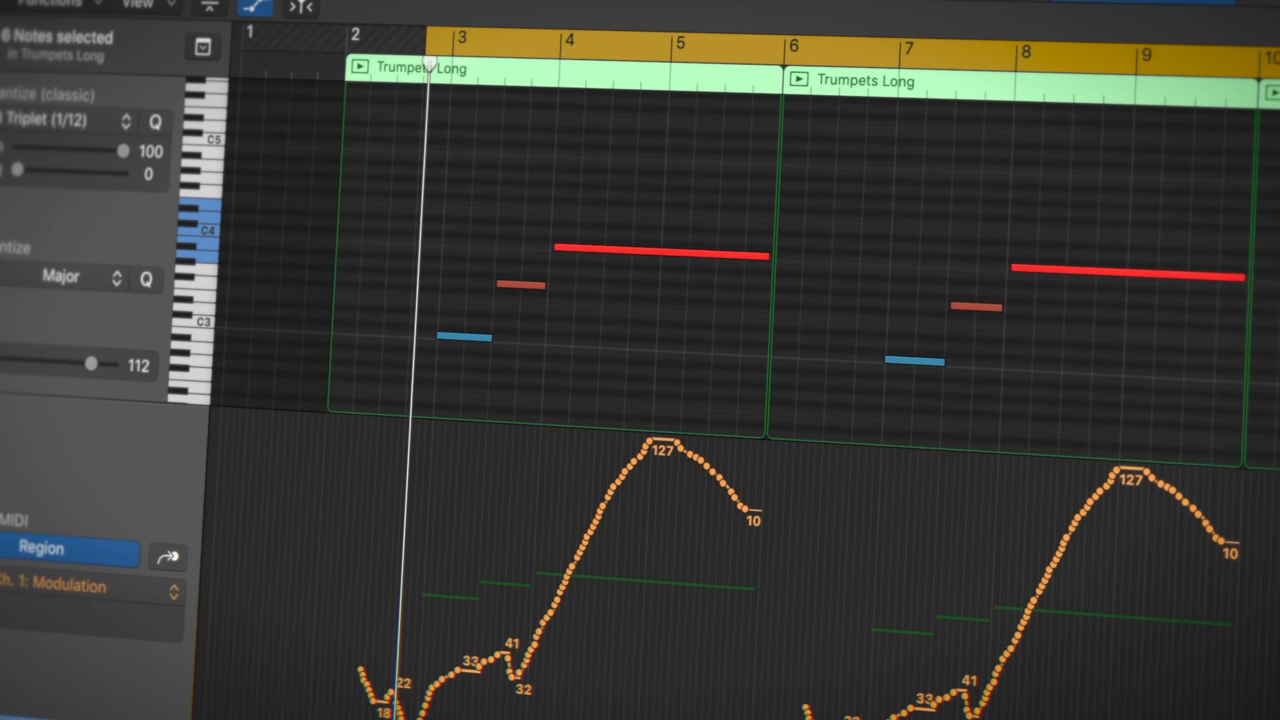 Functions View
6 Notes selected
in Trumpets Long
1 2 3 4 5 6 7 8 9 10
Trumpets Long
Trumpets Long
antize (classic)
Triplet (1/12) Q
100
0
C5
C4
ntize
Major Q
C3
112
MIDI
Region
h. 1: Modulation
127
10
41
33
32
22
18
127
10
41
33